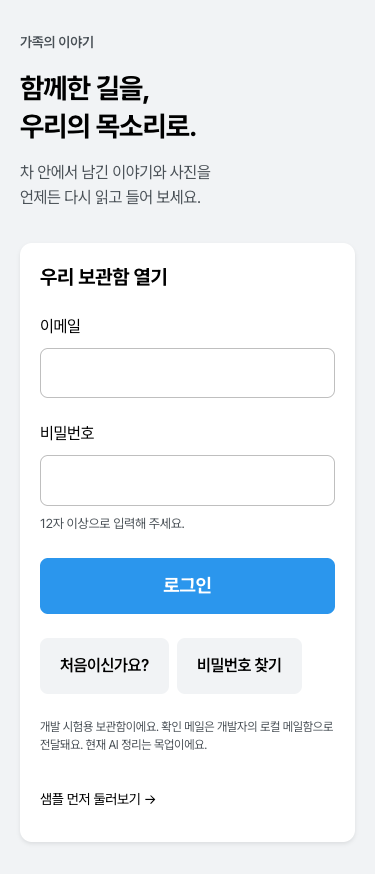 가족의 이야기
함께한 길을,
우리의 목소리로.
차 안에서 남긴 이야기와 사진을
언제든 다시 읽고 들어 보세요.
우리 보관함 열기
이메일
비밀번호
12자 이상으로 입력해 주세요.
로그인
처음이신가요?
비밀번호 찾기
개발 시험용 보관함이에요. 확인 메일은 개발자의 로컬 메일함으로
전달돼요. 현재 AI 정리는 목업이에요.
샘플 먼저 둘러보기 →